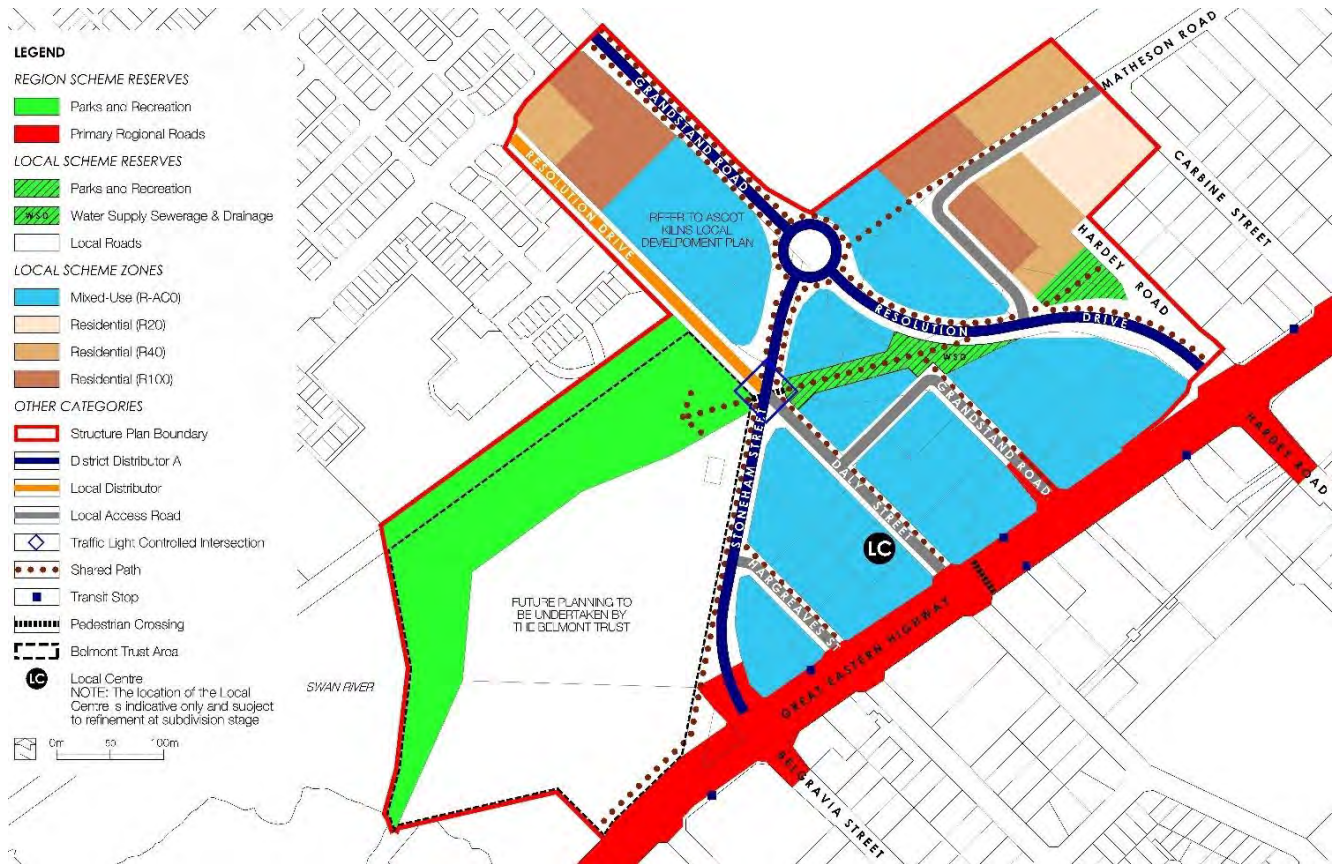 LEGEND
REGION SCHEME RESERVES
Parks and Recreation
Primary Regional Roads
LOCAL SCHEME RESERVES
Parks and Recreation
WSD
Water Supply Sewerage & Drainage
Local Roads
LOCAL SCHEME ZONES
Mixed-Use (R-AC0)
Residential (R20)
Residential (R40)
Residential (R100)
OTHER CATEGORIES
Structure Plan Boundary
District Distributor A
Local Distributor
Local Access Road
Traffic Light Controlled Intersection
Shared Path
Transit Stop
Pedestrian Crossing
Belmont Trust Area
LC
Local Centre
NOTE: The location of the Local
Centre is indicative only and subject
to refinement at subdivision stage
0m 50 100m
GRANDSTAND ROAD
MATHESON ROAD
RESOLUTION DRIVE
CARBINE STREET
REFER TO ASCOT
KILNS LOCAL
DEVELPOMENT PLAN
HARDEY ROAD
RESOLUTION DRIVE
WSD
GRANDSTAND ROAD
HARDEY ROAD
STONEHAM STREET
DALY STREET
LC
HARGREAVES ST
FUTURE PLANNING TO
BE UNDERTAKEN BY
THE BELMONT TRUST
SWAN RIVER
GREAT EASTERN HIGHWAY
BELGRAVIA STREET